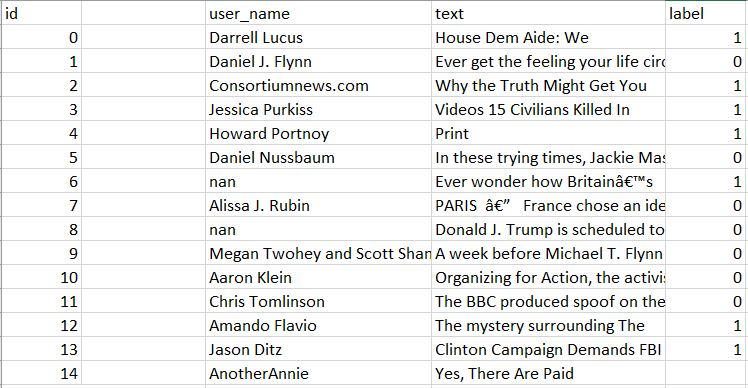 id user_name text label
0 Darrell Lucus House Dem Aide: We 1
1 Daniel J. Flynn Ever get the feeling your life circ 0
2 Consortiumnews.com Why the Truth Might Get You 1
3 Jessica Purkiss Videos 15 Civilians Killed In 1
4 Howard Portnoy Print 1
5 Daniel Nussbaum In these trying times, Jackie Mas 0
6 nan Ever wonder how Britainâ€™s 1
7 Alissa J. Rubin PARIS â€” France chose an ide 0
8 nan Donald J. Trump is scheduled to 0
9 Megan Twohey and Scott Shan A week before Michael T. Flynn 0
10 Aaron Klein Organizing for Action, the activis 0
11 Chris Tomlinson The BBC produced spoof on the 0
12 Amando Flavio The mystery surrounding The 1
13 Jason Ditz Clinton Campaign Demands FBI 1
14 AnotherAnnie Yes, There Are Paid